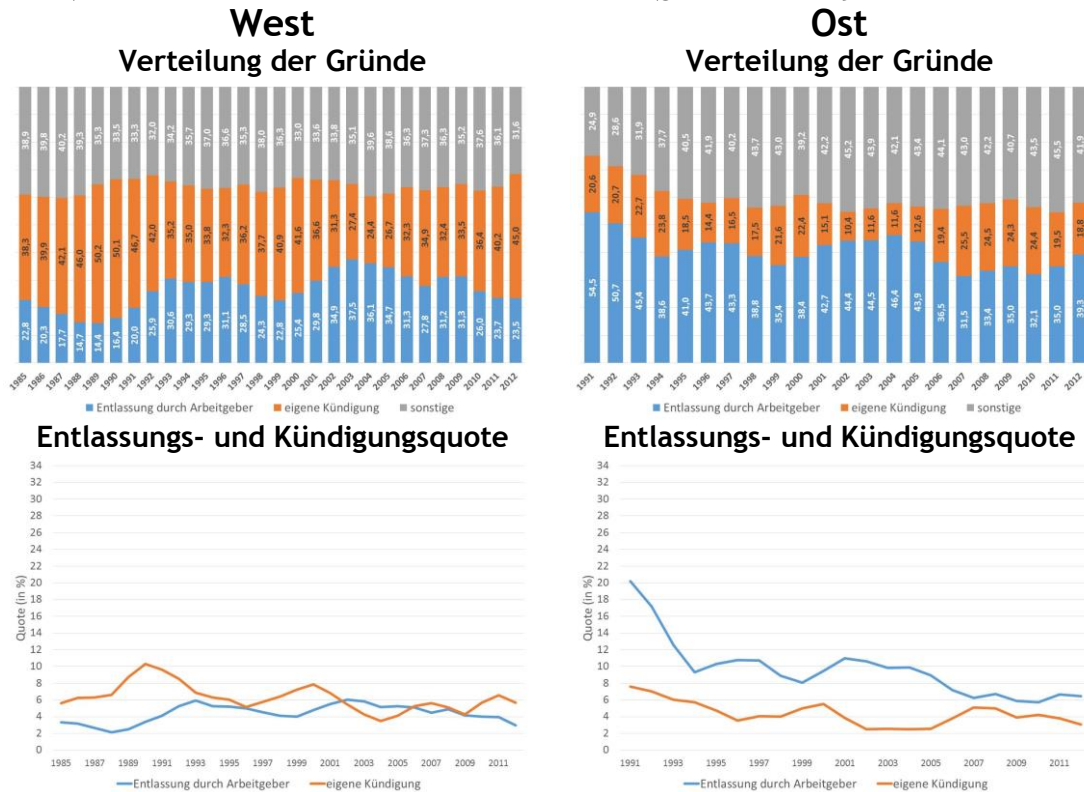 West
Verteilung der Gründe
38,9 39,8 40,2 39,3 35,3 33,5 33,3 32,0 34,2 35,7 37,0 36,6 35,3 38,0 36,3 33,0 33,6 33,8 35,1 39,6 38,6 36,3 37,3 36,3 35,2 37,6 36,1 31,6
38,3 39,9 42,1 46,0 50,2 50,1 46,7 42,0 35,2 35,0 33,8 32,3 36,2 37,7 40,9 41,6 36,6 31,3 27,4 24,4 26,7 32,3 34,9 32,4 33,5 36,4 40,2 45,0
22,8 20,3 17,7 14,7 14,4 16,4 20,0 25,9 30,6 29,3 29,3 31,1 28,5 24,3 22,8 25,4 29,8 34,9 37,5 36,1 34,7 31,3 27,8 31,2 31,3 26,0 23,7 23,5
1985 1986 1987 1988 1989 1990 1991 1992 1993 1994 1995 1996 1997 1998 1999 2000 2001 2002 2003 2004 2005 2006 2007 2008 2009 2010 2011 2012
Entlassung durch Arbeitgeber eigene Kündigung sonstige
Ost
Verteilung der Gründe
24,9 28,6 31,9 37,7 40,5 41,9 40,2 43,7 43,0 39,2 42,2 45,2 43,9 42,1 43,4 44,1 43,0 42,2 40,7 43,5 45,5 41,9
20,6 20,7 22,7 23,8 18,5 14,4 16,5 17,5 21,6 22,4 15,1 10,4 11,6 11,6 12,6 19,4 25,5 24,5 24,3 24,4 19,5 18,8
54,5 50,7 45,4 38,6 41,0 43,7 43,3 38,8 35,4 38,4 42,7 44,4 44,5 46,4 43,9 36,5 31,5 33,4 35,0 32,1 35,0 39,3
1991 1992 1993 1994 1995 1996 1997 1998 1999 2000 2001 2002 2003 2004 2005 2006 2007 2008 2009 2010 2011 2012
Entlassung durch Arbeitgeber eigene Kündigung sonstige
Entlassungs- und Kündigungsquote
Quote (in %)
34
32
30
28
26
24
22
20
18
16
14
12
10
8
6
4
2
0
1985 1987 1989 1991 1993 1995 1997 1999 2001 2003 2005 2007 2009 2011
Entlassung durch Arbeitgeber eigene Kündigung
Entlassungs- und Kündigungsquote
Quote (in %)
34
32
30
28
26
24
22
20
18
16
14
12
10
8
6
4
2
0
1991 1993 1995 1997 1999 2001 2003 2005 2007 2009 2011
Entlassung durch Arbeitgeber eigene Kündigung